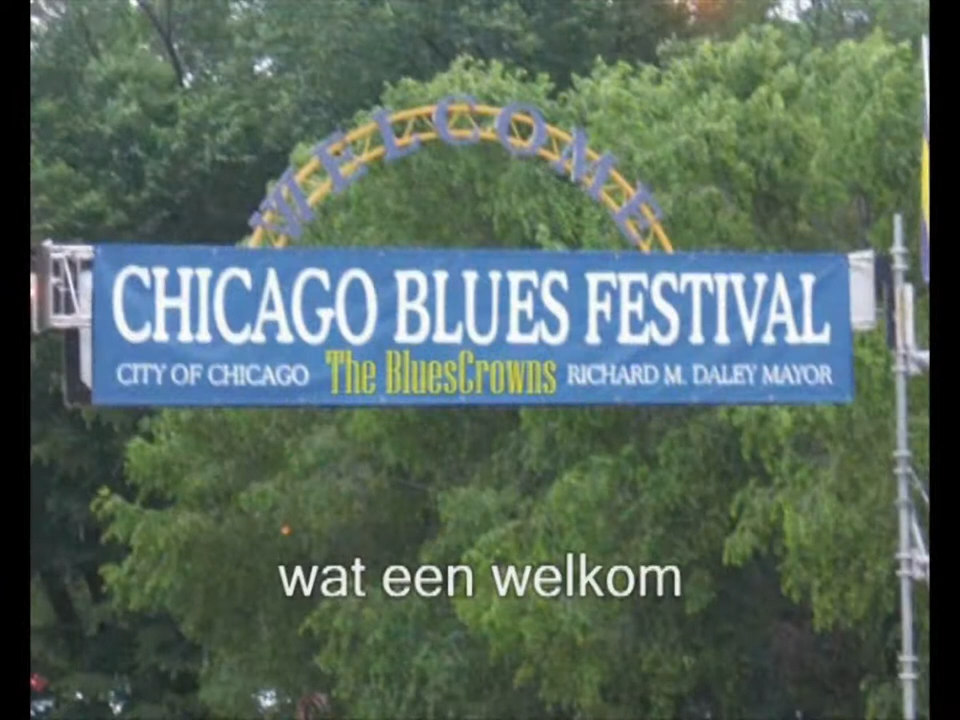 WELCOME
CHICAGO BLUES FESTIVAL
CITY OF CHICAGO The BluesCrowns RICHARD M. DALEY MAYOR
wat een welkom